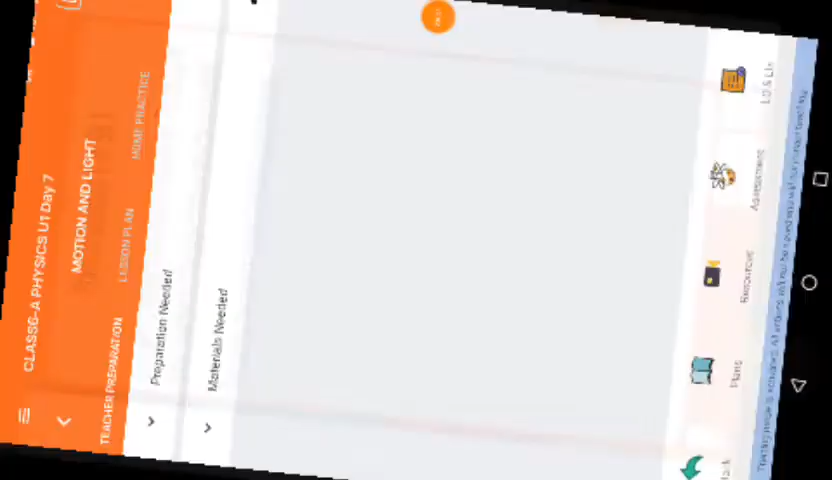 CLASS6-A PHYSICS U1 Day 7
MOTION AND LIGHT
TEACHER PREPARATION
LESSON PLAN
HOME PRACTICE
Preparation Needed
Materials Needed
Back
Plans
Resources
Assessment